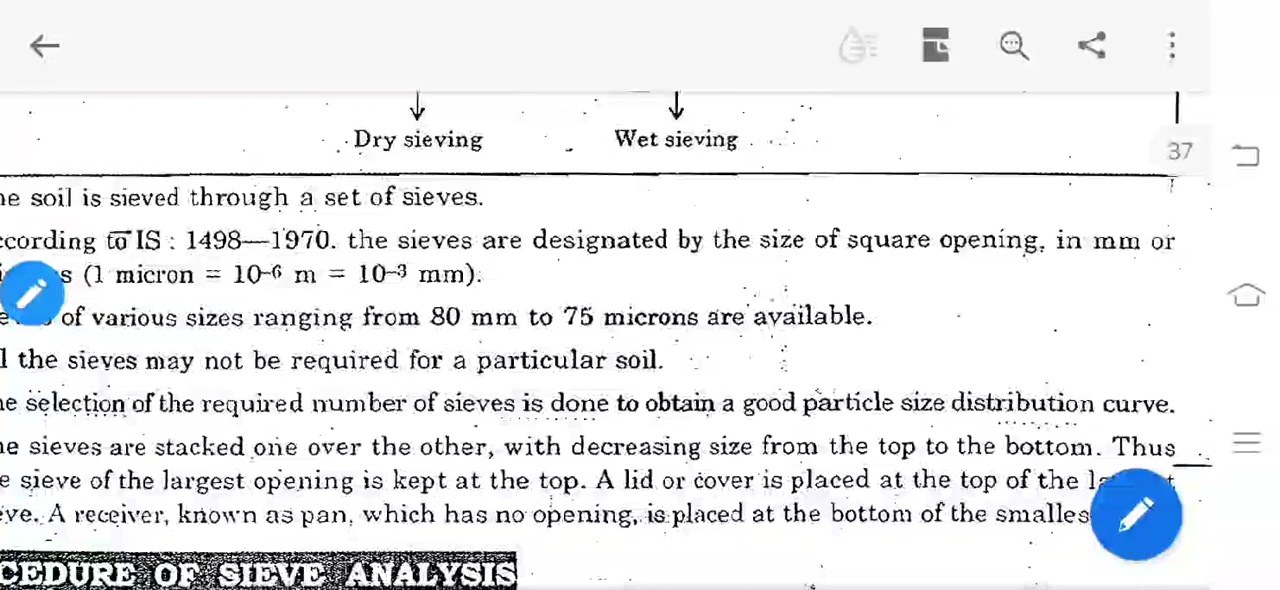 Dry sieving Wet sieving
37
ne soil is sieved through a set of sieves.
ccording to IS : 1498—1970. the sieves are designated by the size of square opening, in mm or
s (1 micron = 10-6 m = 10-3 mm).
of various sizes ranging from 80 mm to 75 microns are available.
l the sieves may not be required for a particular soil.
ne selection of the required number of sieves is done to obtain a good particle size distribution curve.
ne sieves are stacked one over the other, with decreasing size from the top to the bottom. Thus
e sieve of the largest opening is kept at the top. A lid or cover is placed at the top of the
eve. A receiver, known as pan, which has no opening, is placed at the bottom of the smalles
CEDURE OF SIEVE ANALYSIS